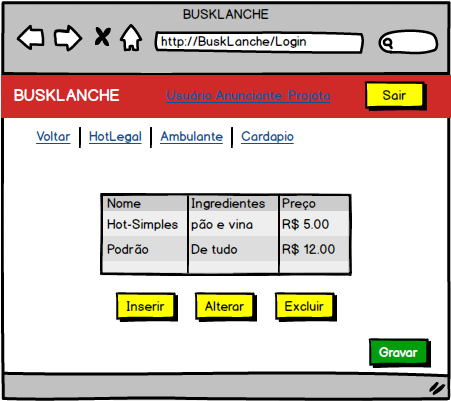 BUSKLANCHE
http://BuskLanche/Login
BUSKLANCHE Usuário Anunciante: Projota Sair
Voltar HotLegal Ambulante Cardapio
Nome Ingredientes Preço
Hot-Simples pão e vina R$ 5.00
Podrão De tudo R$ 12.00
Inserir Alterar Excluir
Gravar